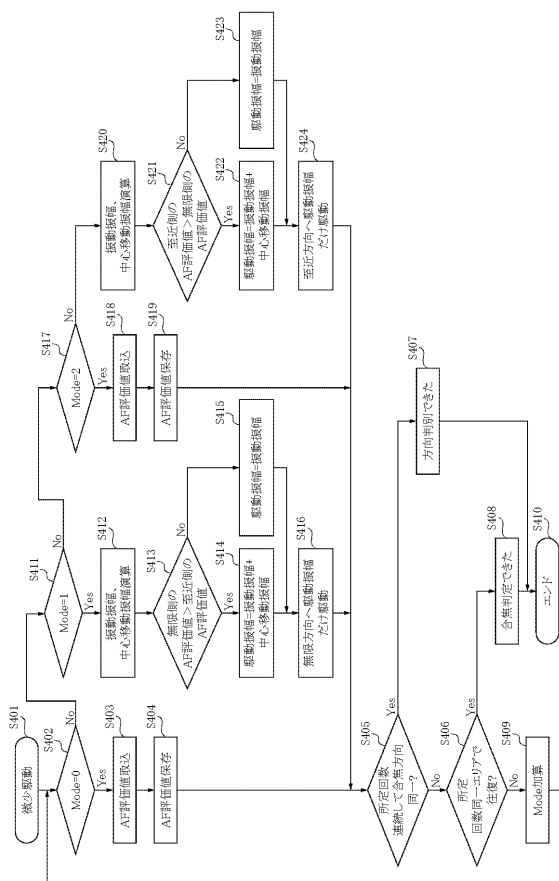 S401
微少駆動
S402
Mode=0
Yes
No
S403
AF評価値取込
S404
AF評価値保存
S411
Mode=1
Yes
No
S412
振動振幅、
中心移動振幅演算
S413
無限側の
AF評価値>至近側の
AF評価値
Yes
No
S414
駆動振幅=振動振幅+
中心移動振幅
S415
駆動振幅=振動振幅
S416
無限方向へ駆動振幅
だけ駆動
S417
Mode=2
Yes
No
S418
AF評価値取込
S419
AF評価値保存
S420
振動振幅、
中心移動振幅演算
S421
至近側の
AF評価値>無限側の
AF評価値
Yes
No
S422
駆動振幅=振動振幅+
中心移動振幅
S423
駆動振幅=振動振幅
S424
至近方向へ駆動振幅
だけ駆動
S405
所定回数
連続して合焦方向
同一?
Yes
No
S406
所定
回数同一エリアで
往復?
Yes
No
S407
方向判別できた
S408
合焦判定できた
S409
Mode加算
S410
エンド